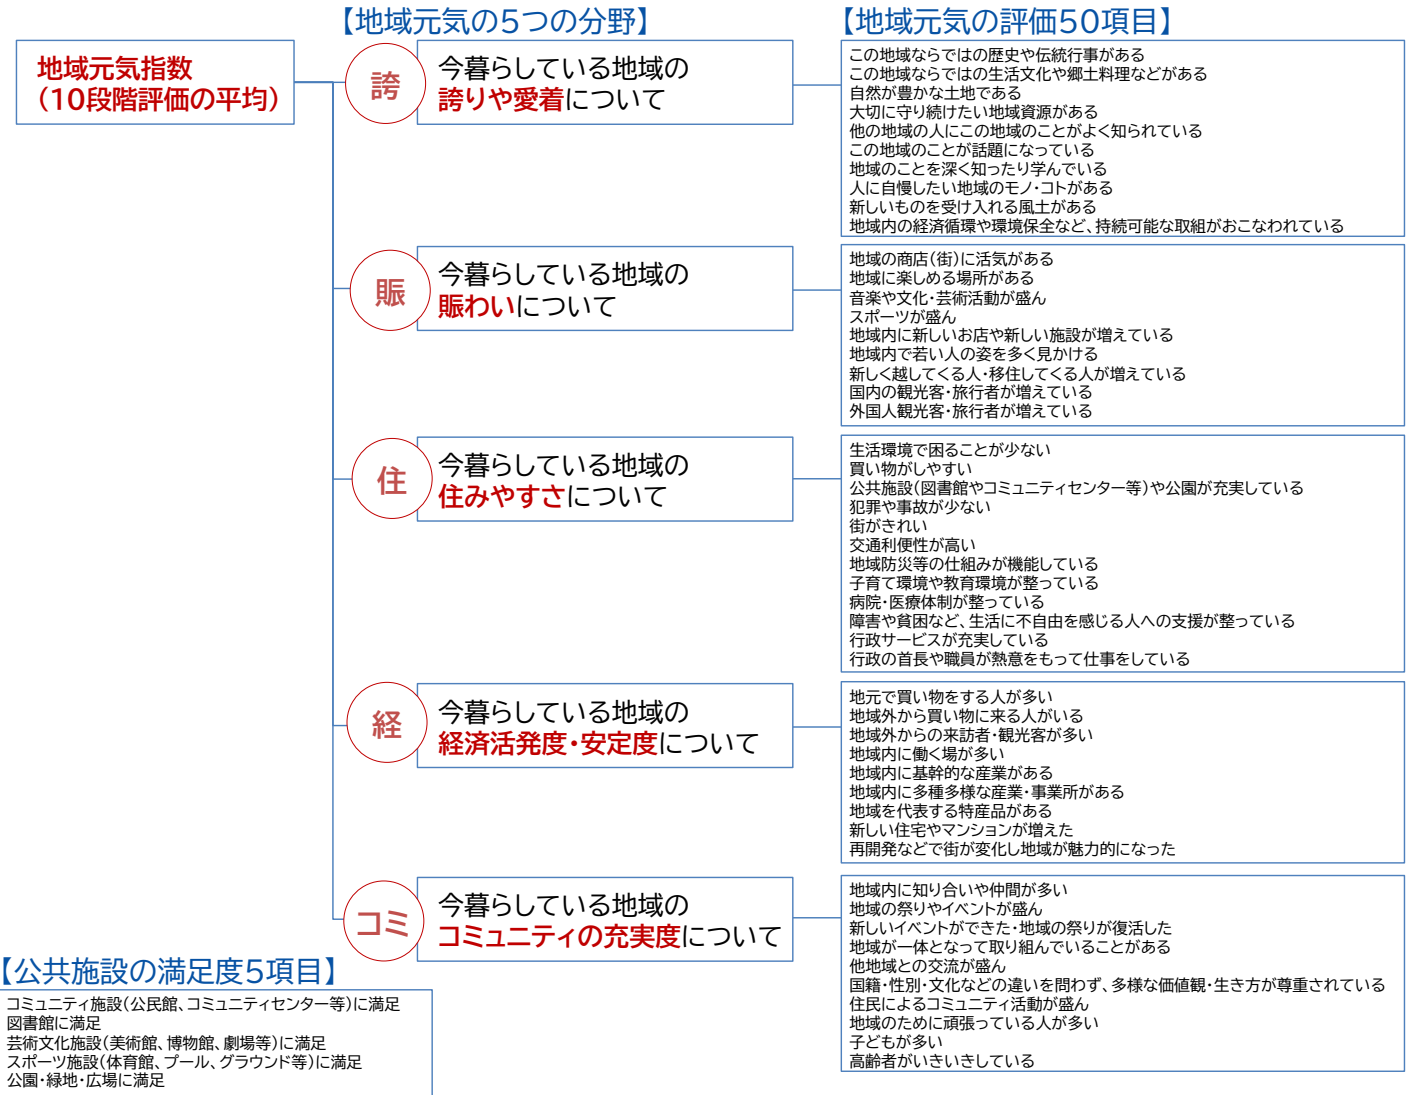 【地域元気の5つの分野】
【地域元気の評価50項目】
地域元気指数
（10段階評価の平均）
誇
今暮らしている地域の
誇りや愛着について
この地域ならではの歴史や伝統行事がある
この地域ならではの生活文化や郷土料理などがある
自然が豊かな土地である
大切に守り続けたい地域資源がある
他の地域の人にこの地域のことがよく知られている
この地域のことが話題になっている
地域のことを深く知ったり学んでいる
人に自慢したい地域のモノ・コトがある
新しいものを受け入れる風土がある
地域内の経済循環や環境保全など、持続可能な取組がおこなわれている
賑
今暮らしている地域の
賑わいについて
地域の商店（街）に活気がある
地域に楽しめる場所がある
音楽や文化・芸術活動が盛ん
スポーツが盛ん
地域内に新しいお店や新しい施設が増えている
地域内で若い人の姿を多く見かける
新しく越してくる人・移住してくる人が増えている
国内の観光客・旅行者が増えている
外国人観光客・旅行者が増えている
住
今暮らしている地域の
住みやすさについて
生活環境で困ることが少ない
買い物がしやすい
公共施設（図書館やコミュニティセンター等）や公園が充実している
犯罪や事故が少ない
街がきれい
交通利便性が高い
地域防災等の仕組みが機能している
子育て環境や教育環境が整っている
病院・医療体制が整っている
障害や貧困など、生活に不自由を感じる人への支援が整っている
行政サービスが充実している
行政の首長や職員が熱意をもって仕事をしている
経
今暮らしている地域の
経済活発度・安定度について
地元で買い物をする人が多い
地域外から買い物に来る人がいる
地域外からの来訪者・観光客が多い
地域内に働く場が多い
地域内に基幹的な産業がある
地域内に多種多様な産業・事業所がある
地域を代表する特産品がある
新しい住宅やマンションが増えた
再開発などで街が変化し地域が魅力的になった
コミ
今暮らしている地域の
コミュニティの充実度について
地域内に知り合いや仲間が多い
地域の祭りやイベントが盛ん
新しいイベントができた・地域の祭りが復活した
地域が一体となって取り組んでいることがある
他地域との交流が盛ん
国籍・性別・文化などの違いを問わず、多様な価値観・生き方が尊重されている
住民によるコミュニティ活動が盛ん
地域のために頑張っている人が多い
子どもが多い
高齢者がいきいきしている
【公共施設の満足度5項目】
コミュニティ施設（公民館、コミュニティセンター等）に満足
図書館に満足
芸術文化施設（美術館、博物館、劇場等）に満足
スポーツ施設（体育館、プール、グラウンド等）に満足
公園・緑地・広場に満足